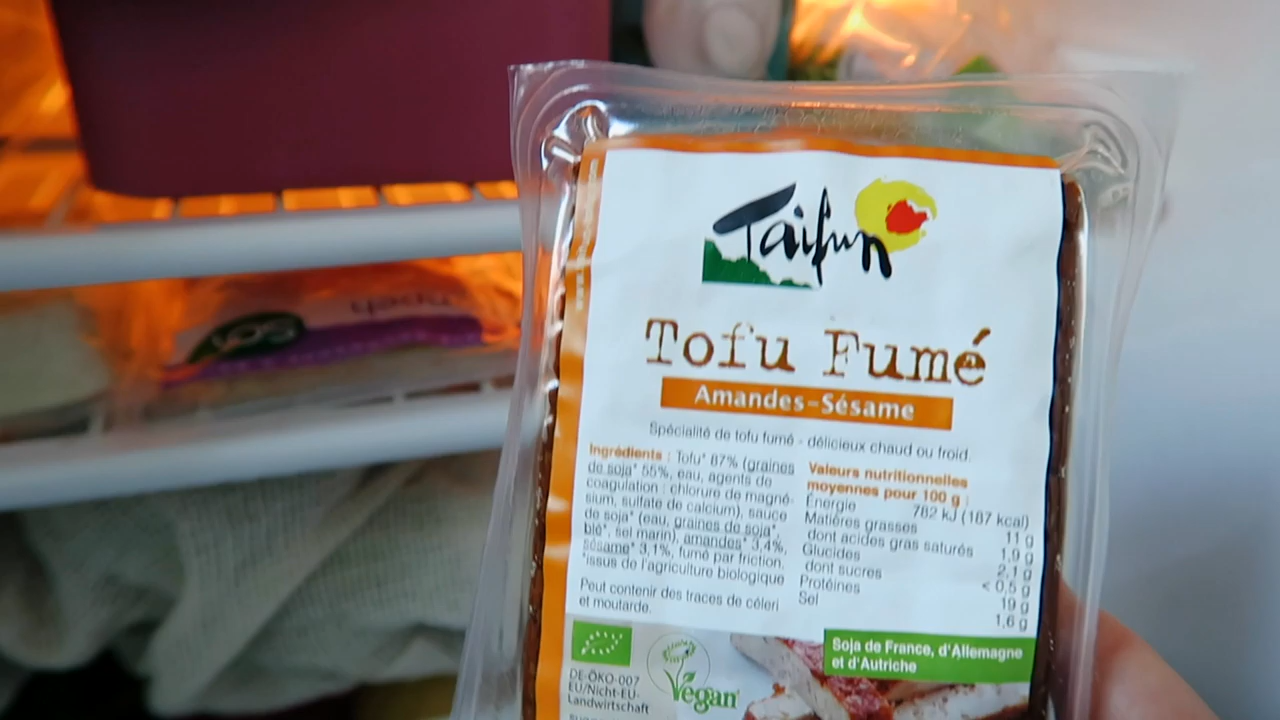 Taifun
Tofu Fumé
Amandes-Sésame
Spécialité de tofu fumé - délicieux chaud ou froid.
Ingrédients : Tofu* 87% (graines
de soja* 55%, eau, agents de
coagulation : chlorure de magné-
sium, sulfate de calcium), sauce
de soja* (eau, graines de soja*,
blé*, sel marin), amandes* 3,4%,
sésame* 3,1%, fumé par friction.
*issus de l'agriculture biologique
Peut contenir des traces de céleri
et moutarde.
Valeurs nutritionnelles
moyennes pour 100 g :
Énergie 782 kJ (187 kcal)
Matières grasses 11 g
dont acides gras saturés 1,9 g
Glucides 2,1 g
dont sucres < 0,5 g
Protéines 19 g
Sel 1,6 g
Soja de France, d'Allemagne
et d'Autriche
DE-ÖKO-007
EU/Nicht-EU-
Landwirtschaft
Vegan
soy